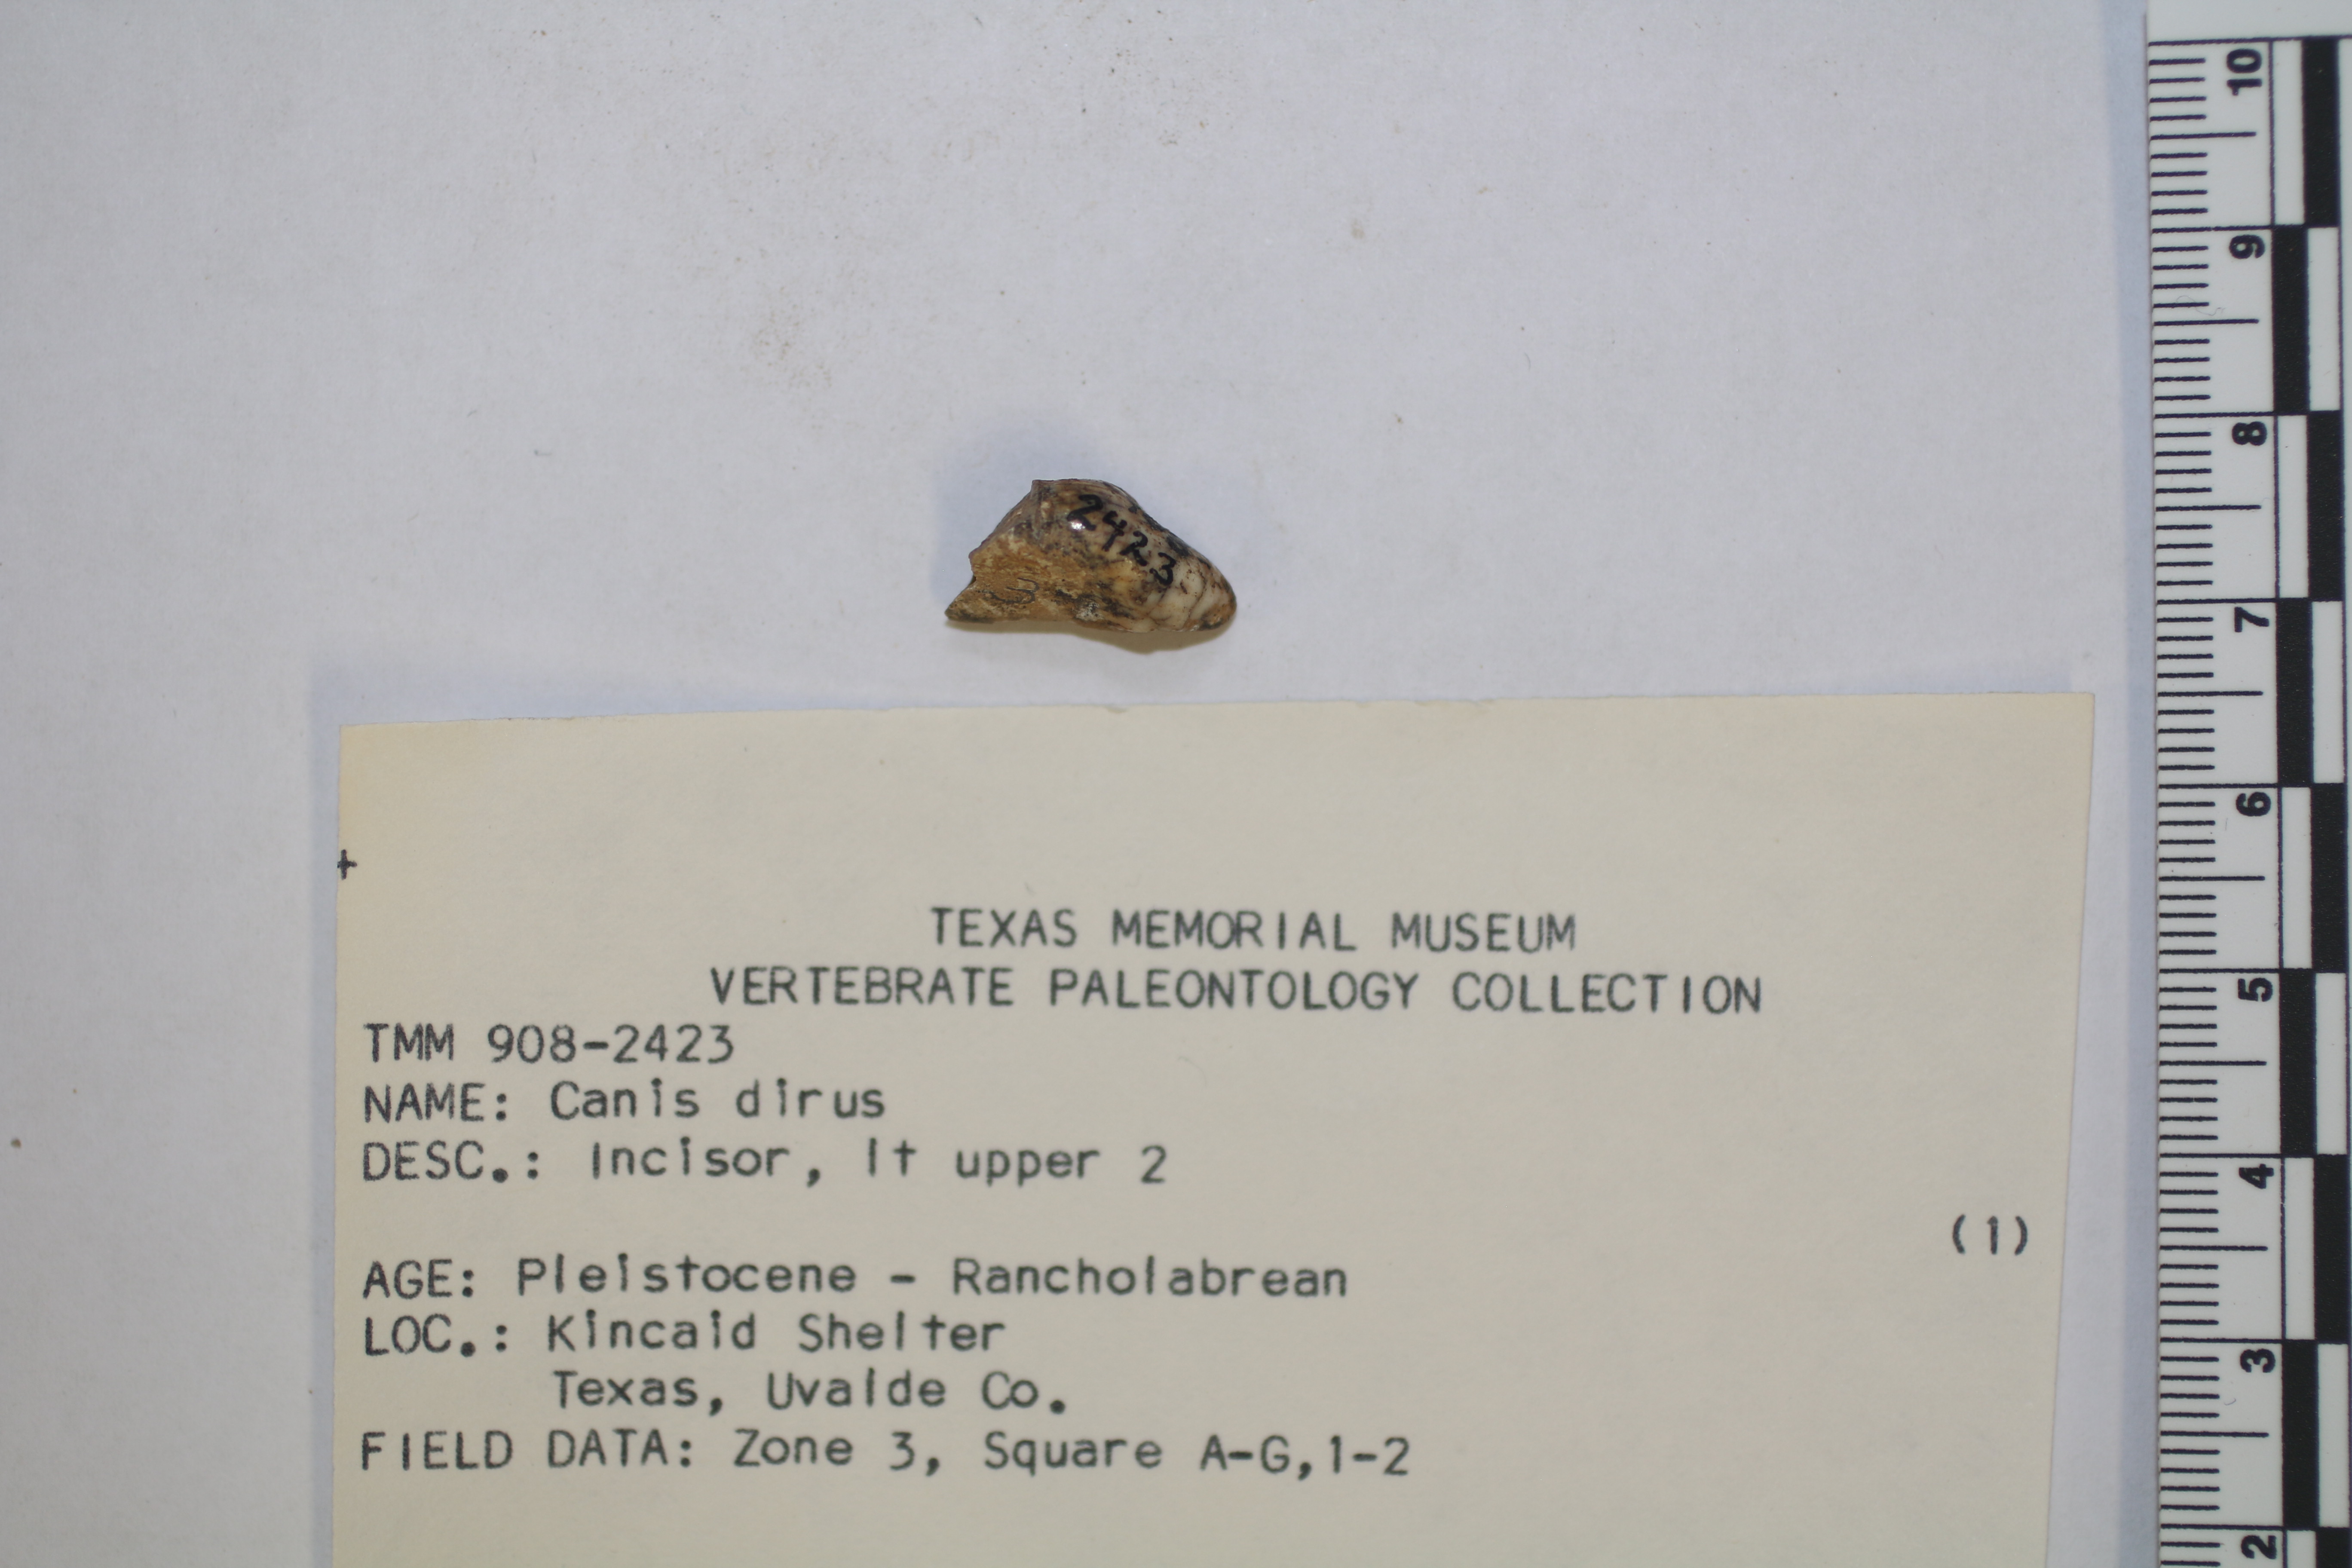 2423
3
+
TEXAS MEMORIAL MUSEUM
VERTEBRATE PALEONTOLOGY COLLECTION
TMM 908-2423
NAME: Canis dirus
DESC.: Incisor, lt upper 2
(1)
AGE: Pleistocene - Rancholabrean
LOC.: Kincaid Shelter
Texas, Uvalde Co.
FIELD DATA: Zone 3, Square A-G,1-2
10
9
8
7
6
5
4
3
2